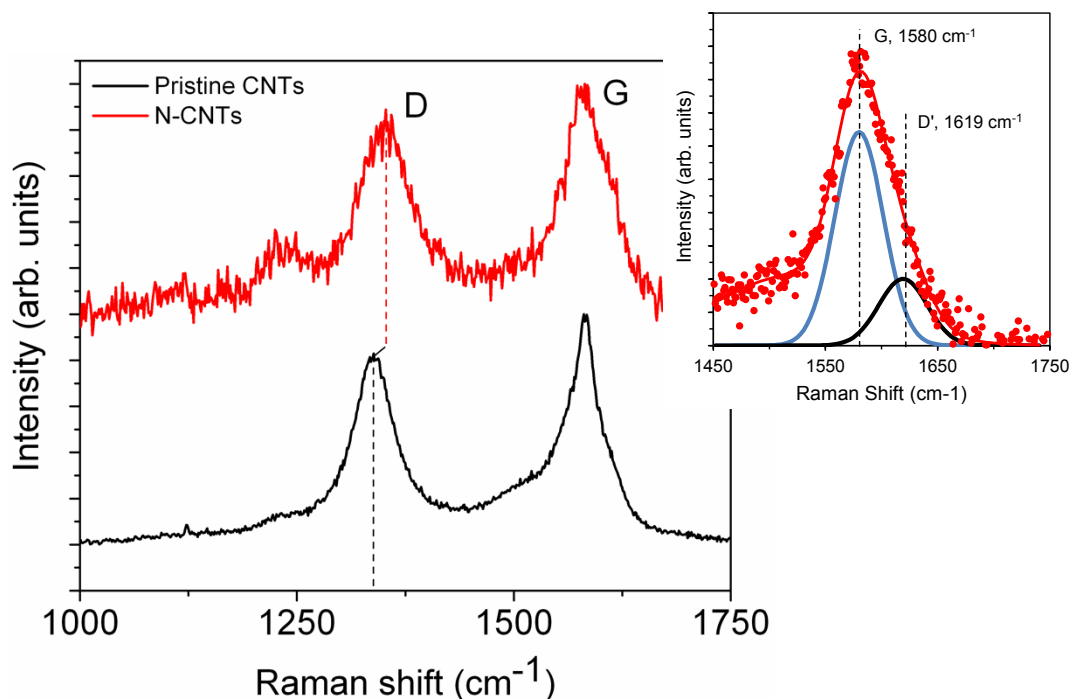 Pristine CNTs
N-CNTs
D
G
Intensity (arb. units)
1000
1250
1500
1750
Raman shift (cm-1)
G, 1580 cm-1
D', 1619 cm-1
Intensity (arb. units)
1450
1550
1650
1750
Raman Shift (cm-1)